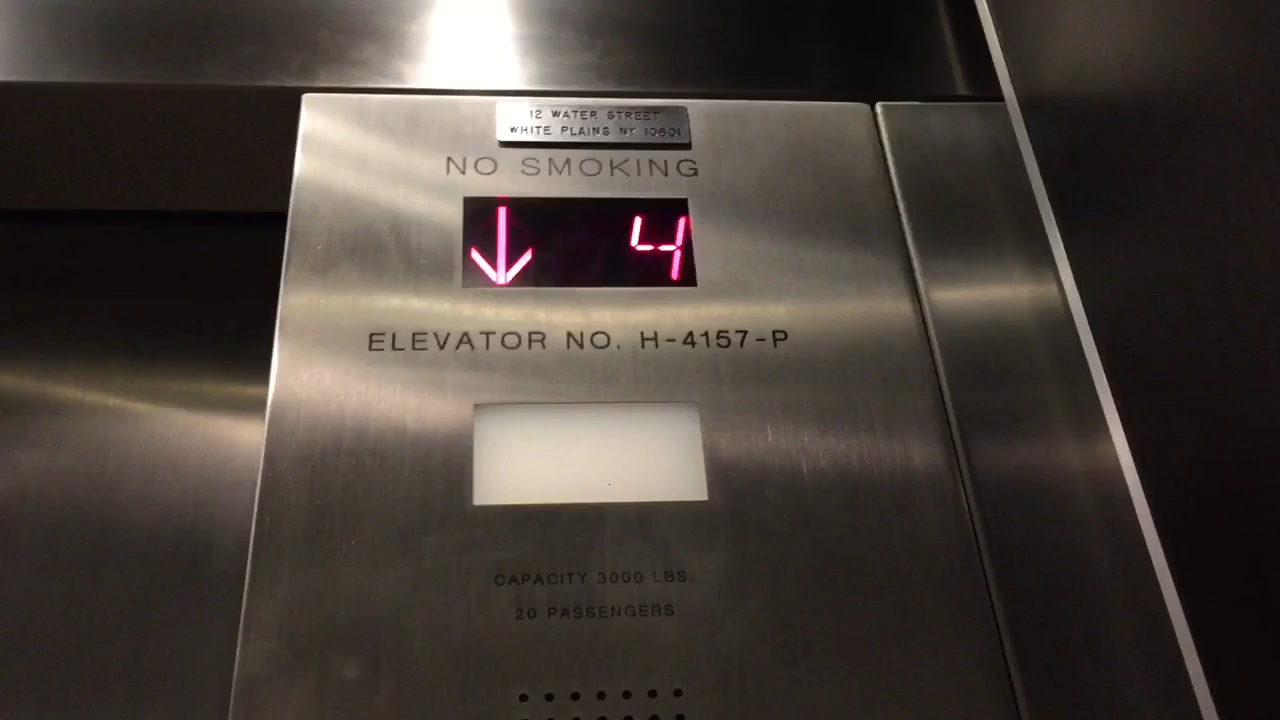 12 WATER STREET
WHITE PLAINS NY 10601
NO SMOKING
↓ 4
ELEVATOR NO. H-4157-P
CAPACITY 3000 LBS.
20 PASSENGERS